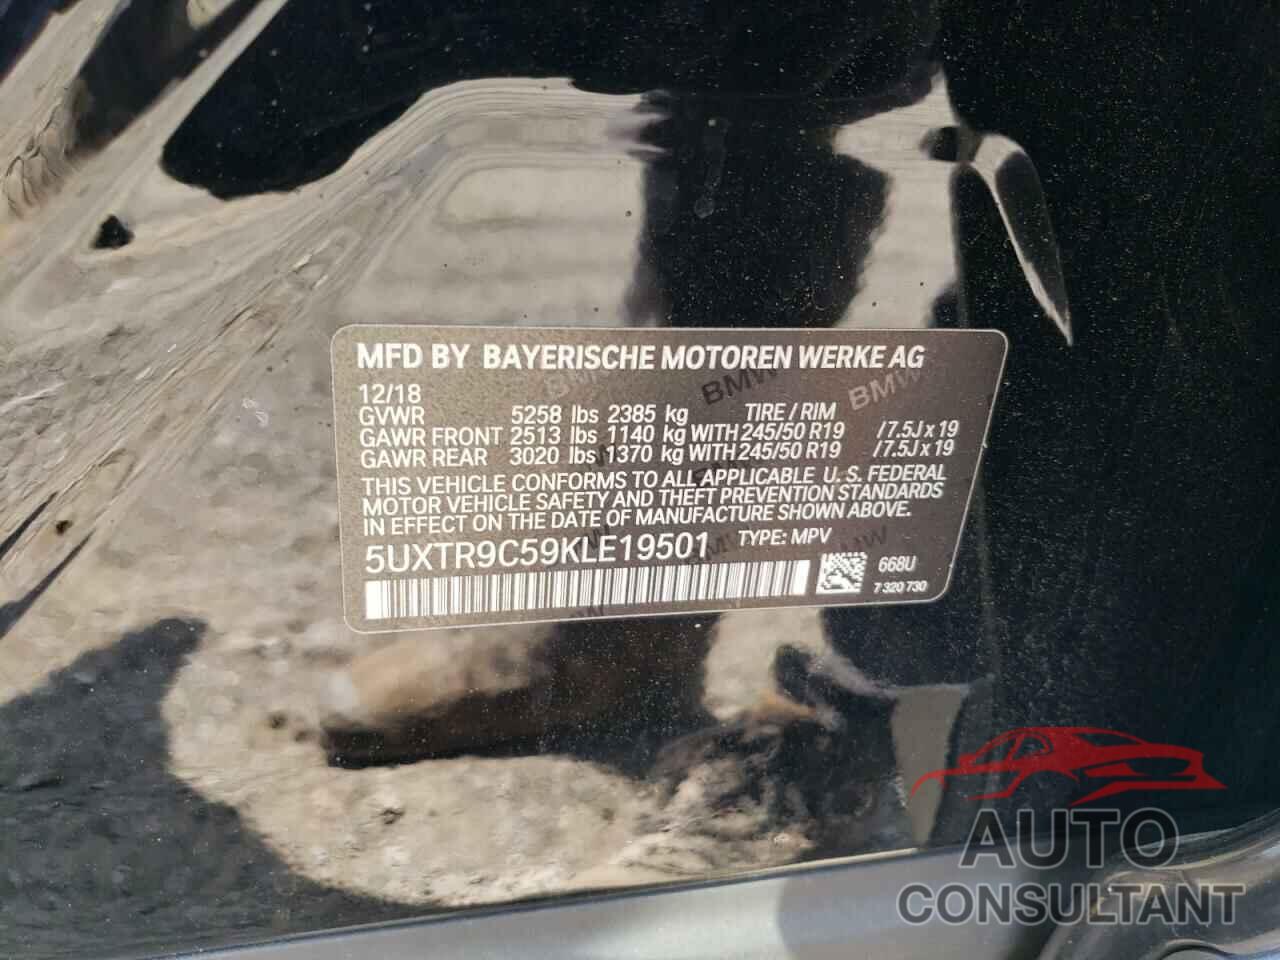 MFD BY BAYERISCHE MOTOREN WERKE AG
12/18
GVWR 5258 lbs 2385 kg TIRE / RIM
GAWR FRONT 2513 lbs 1140 kg WITH 245/50 R19 / 7.5J x 19
GAWR REAR 3020 lbs 1370 kg WITH 245/50 R19 / 7.5J x 19
THIS VEHICLE CONFORMS TO ALL APPLICABLE U. S. FEDERAL
MOTOR VEHICLE SAFETY AND THEFT PREVENTION STANDARDS
IN EFFECT ON THE DATE OF MANUFACTURE SHOWN ABOVE.
5UXTR9C59KLE19501 TYPE: MPV
668U
7 320 730
BMW BMW BMW
AUTO
CONSULTANT